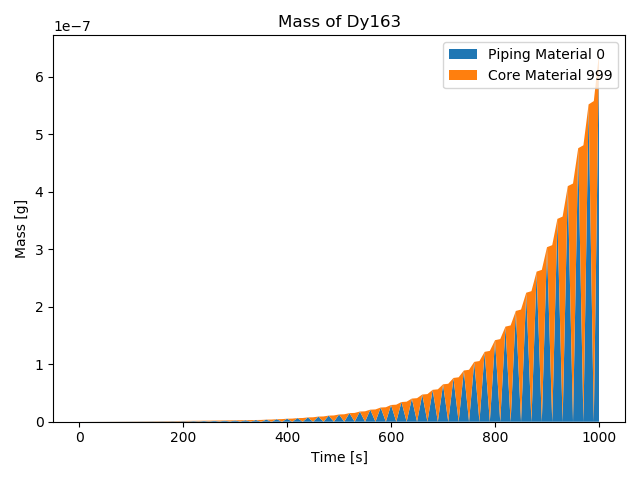 Mass of Dy163
1e−7
Piping Material 0
Core Material 999
6
5
4
3
2
1
0
Mass [g]
0 200 400 600 800 1000
Time [s]